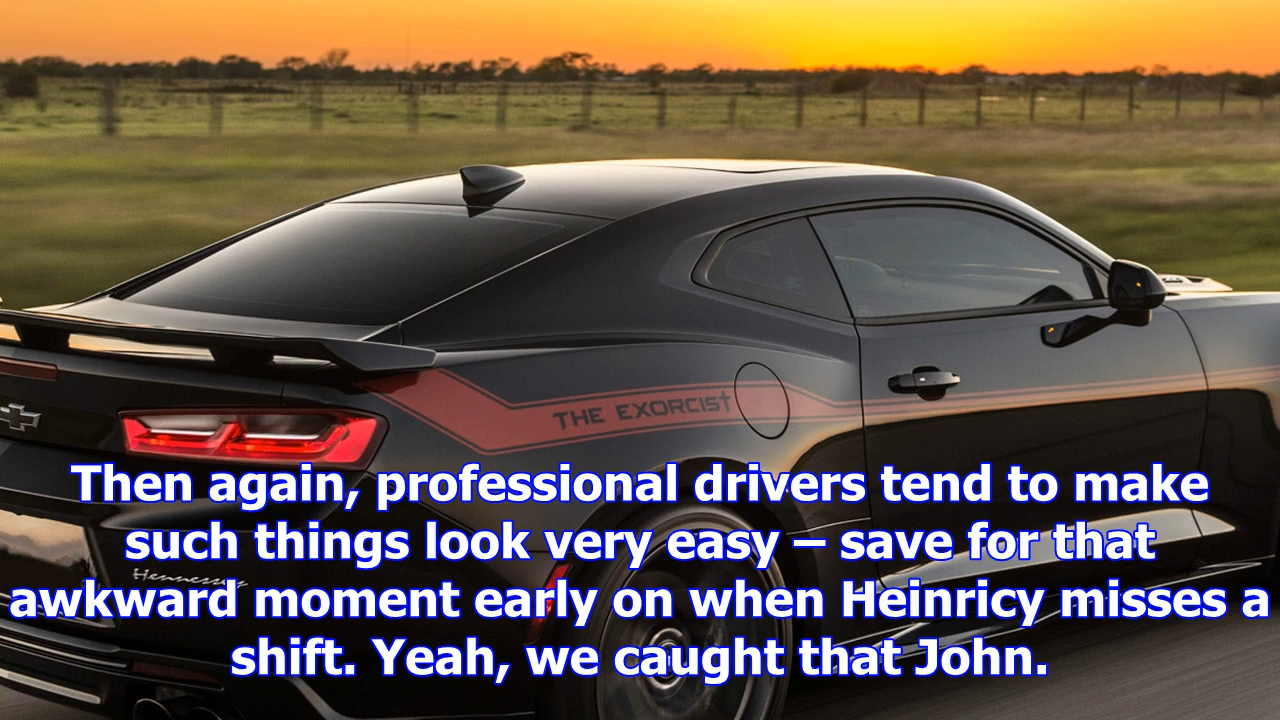 THE EXORCIST
Then again, professional drivers tend to make
such things look very easy – save for that
Hennessey
awkward moment early on when Heinricy misses a
shift. Yeah, we caught that John.